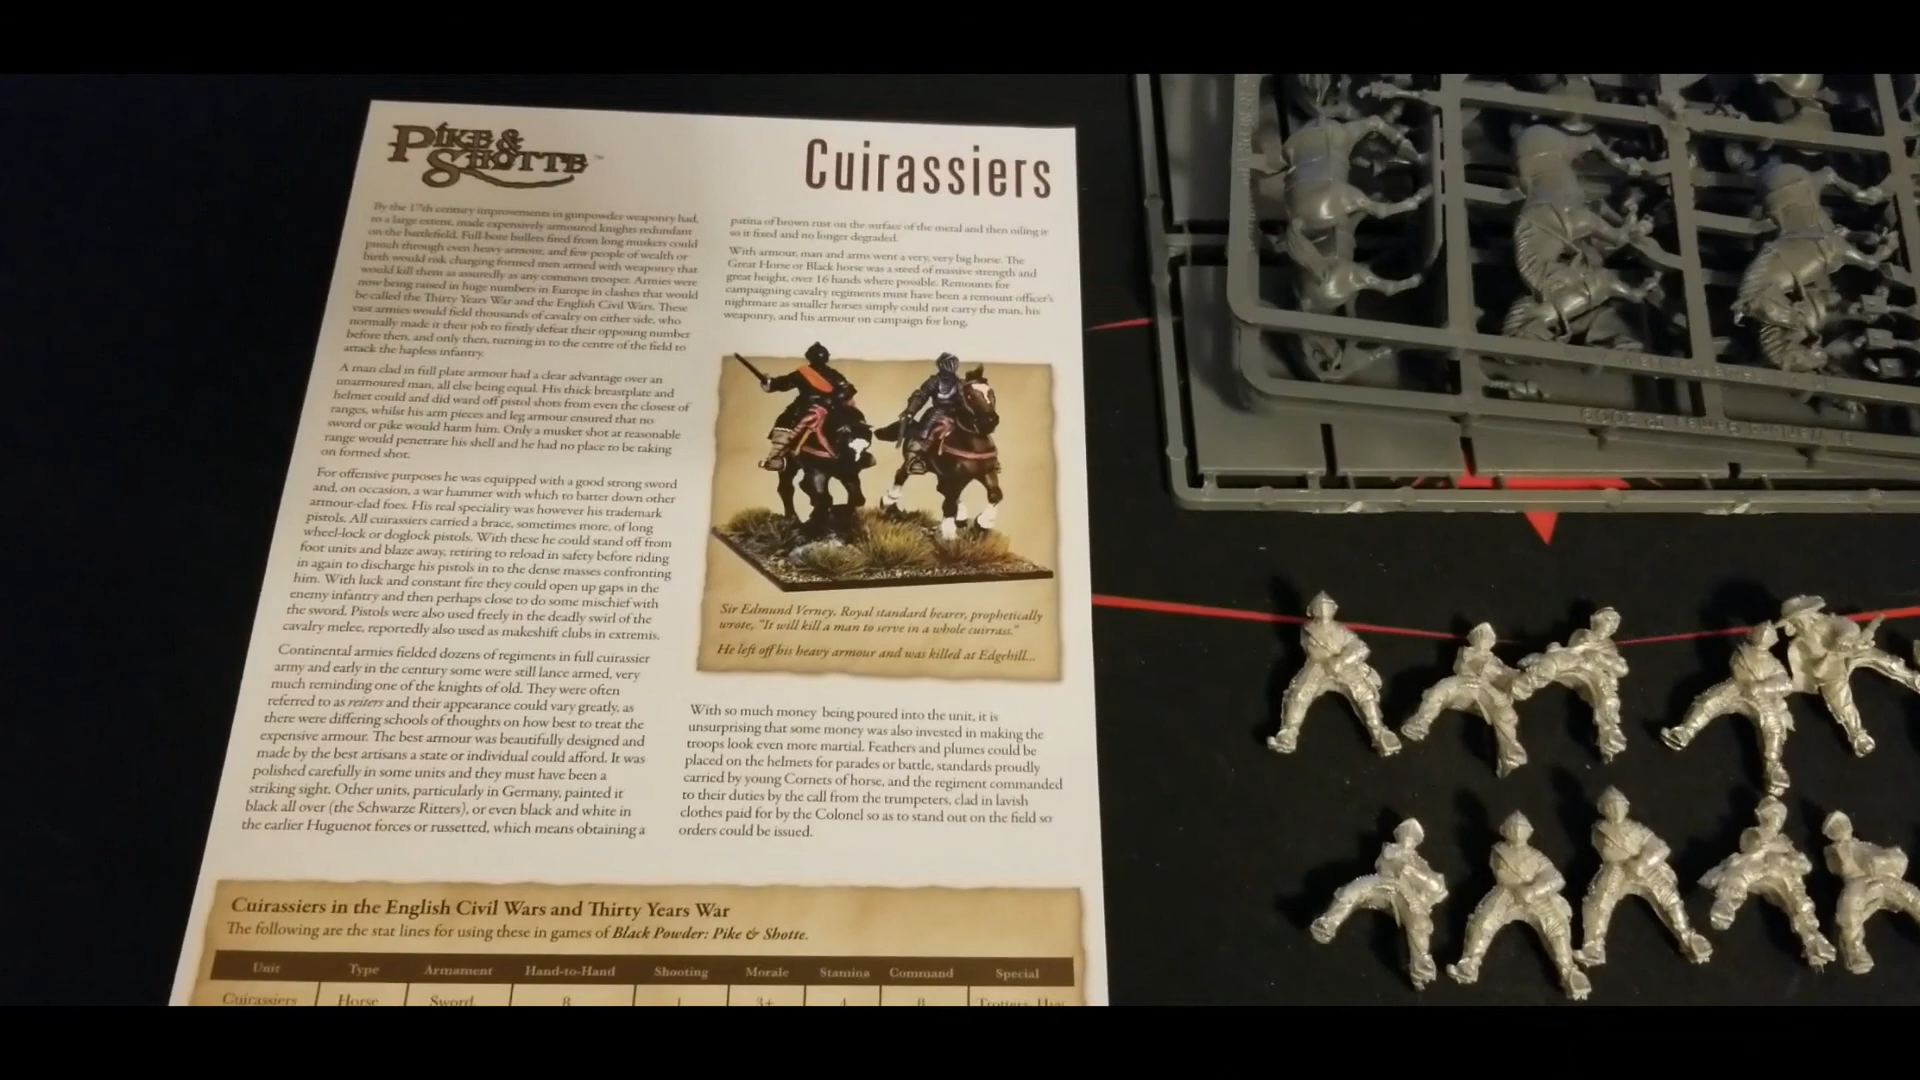 PIKE & SHOTTE™
Cuirassiers
By the 17th century improvements in gunpowder weaponry had,
to a large extent, made expensively armoured knights redundant
on the battlefield. Full-bore bullets fired from long muskets could
punch through even heavy armour, and few people of wealth or
birth would risk charging formed men armed with weaponry that
would kill them as assuredly as any common trooper. Armies were
now being raised in huge numbers in Europe in clashes that would
be called the Thirty Years War and the English Civil Wars. These
vast armies would field thousands of cavalry on either side, who
normally made it their job to firstly defeat their opposing number
before then, and only then, turning in to the centre of the field to
attack the hapless infantry.
A man clad in full plate armour had a clear advantage over an
unarmoured man, all else being equal. His thick breastplate and
helmet could and did ward off pistol shots from even the closest of
ranges, whilst his arm pieces and leg armour ensured that no
sword or pike would harm him. Only a musket shot at reasonable
range would penetrate his shell and he had no place to be taking
on formed shot.
For offensive purposes he was equipped with a good strong sword
and, on occasion, a war hammer with which to batter down other
armour-clad foes. His real speciality was however his trademark
pistols. All cuirassiers carried a brace, sometimes more, of long
wheel-lock or doglock pistols. With these he could stand off from
foot units and blaze away, retiring to reload in safety before riding
in again to discharge his pistols in to the dense masses confronting
him. With luck and constant fire they could open up gaps in the
enemy infantry and then perhaps close to do some mischief with
the sword. Pistols were also used freely in the deadly swirl of the
cavalry melee, reportedly also used as makeshift clubs in extremis.
Continental armies fielded dozens of regiments in full cuirassier
army and early in the century some were still lance armed, very
much reminding one of the knights of old. They were often
referred to as reiters and their appearance could vary greatly, as
there were differing schools of thoughts on how best to treat the
expensive armour. The best armour was beautifully designed and
made by the best artisans a state or individual could afford. It was
polished carefully in some units and they must have been a
striking sight. Other units, particularly in Germany, painted it
black all over (the Schwarze Ritters), or even black and white in
the earlier Huguenot forces or russetted, which means obtaining a
patina of brown rust on the surface of the metal and then oiling it
so it fixed and no longer degraded.
With armour, man and arms went a very, very big horse. The
Great Horse or Black horse was a steed of massive strength and
great height, over 16 hands where possible. Remounts for
campaigning cavalry regiments must have been a remount officer's
nightmare as smaller horses simply could not carry the man, his
weaponry, and his armour on campaign for long.
Sir Edmund Verney, Royal standard bearer, prophetically
wrote, "It will kill a man to serve in a whole cuirrass."
He left off his heavy armour and was killed at Edgehill...
With so much money being poured into the unit, it is
unsurprising that some money was also invested in making the
troops look even more martial. Feathers and plumes could be
placed on the helmets for parades or battle, standards proudly
carried by young Cornets of horse, and the regiment commanded
to their duties by the call from the trumpeters, clad in lavish
clothes paid for by the Colonel so as to stand out on the field so
orders could be issued.
Cuirassiers in the English Civil Wars and Thirty Years War
The following are the stat lines for using these in games of Black Powder: Pike & Shotte.
Unit Type Armament Hand-to-Hand Shooting Morale Stamina Command Special
Cuirassiers Horse Sword 8 1 3+ 4 8 Trotters,